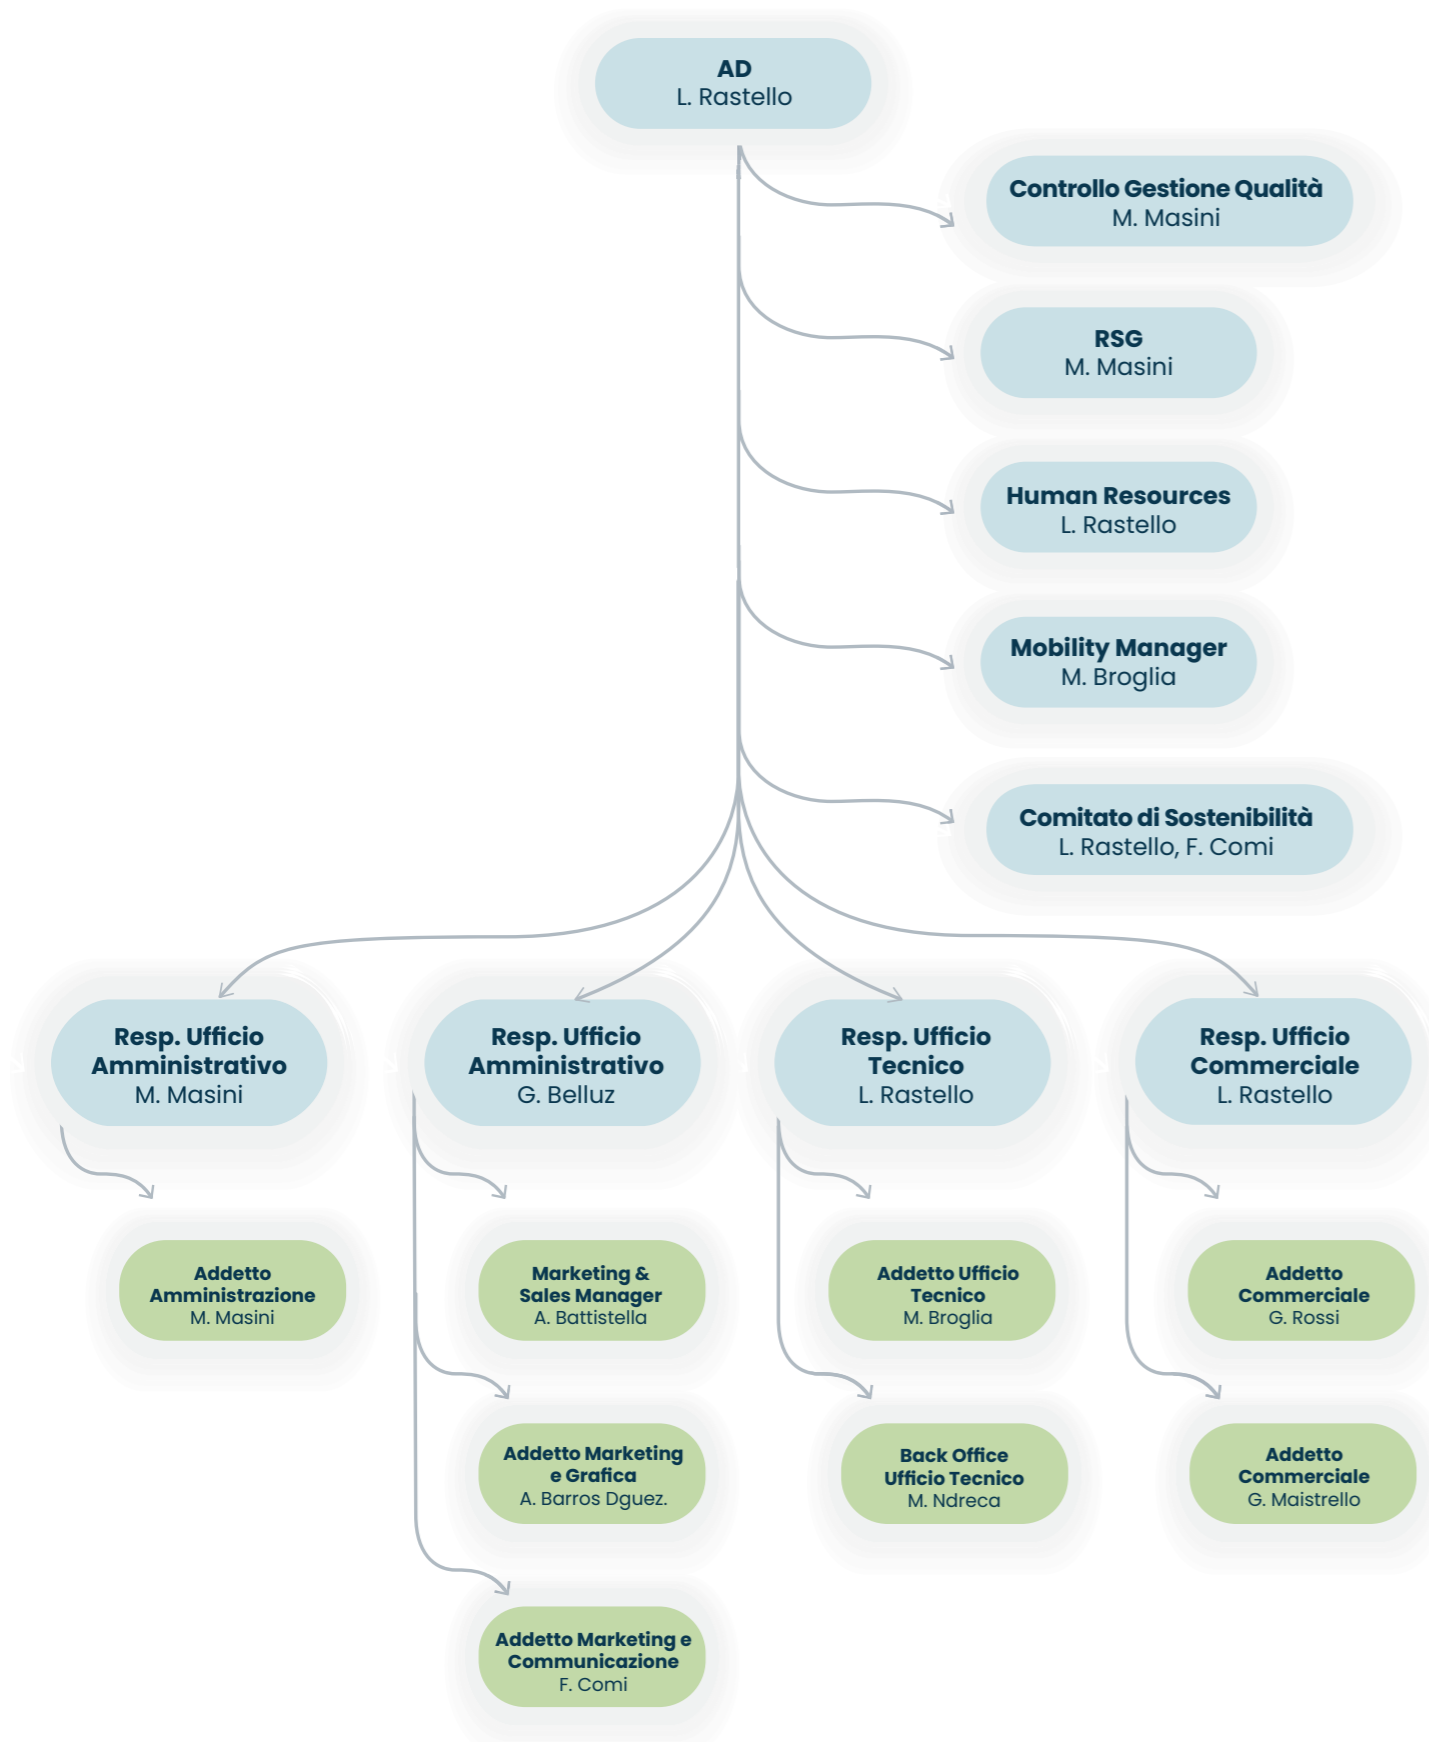 AD
L. Rastello
Controllo Gestione Qualità
M. Masini
RSG
M. Masini
Human Resources
L. Rastello
Mobility Manager
M. Broglia
Comitato di Sostenibilità
L. Rastello, F. Comi
Resp. Ufficio
Amministrativo
M. Masini
Resp. Ufficio
Amministrativo
G. Belluz
Resp. Ufficio
Tecnico
L. Rastello
Resp. Ufficio
Commerciale
L. Rastello
Addetto
Amministrazione
M. Masini
Marketing &
Sales Manager
A. Battistella
Addetto Ufficio
Tecnico
M. Broglia
Addetto
Commerciale
G. Rossi
Addetto Marketing
e Grafica
A. Barros Dguez.
Back Office
Ufficio Tecnico
M. Ndreca
Addetto
Commerciale
G. Maistrello
Addetto Marketing e
Communicazione
F. Comi